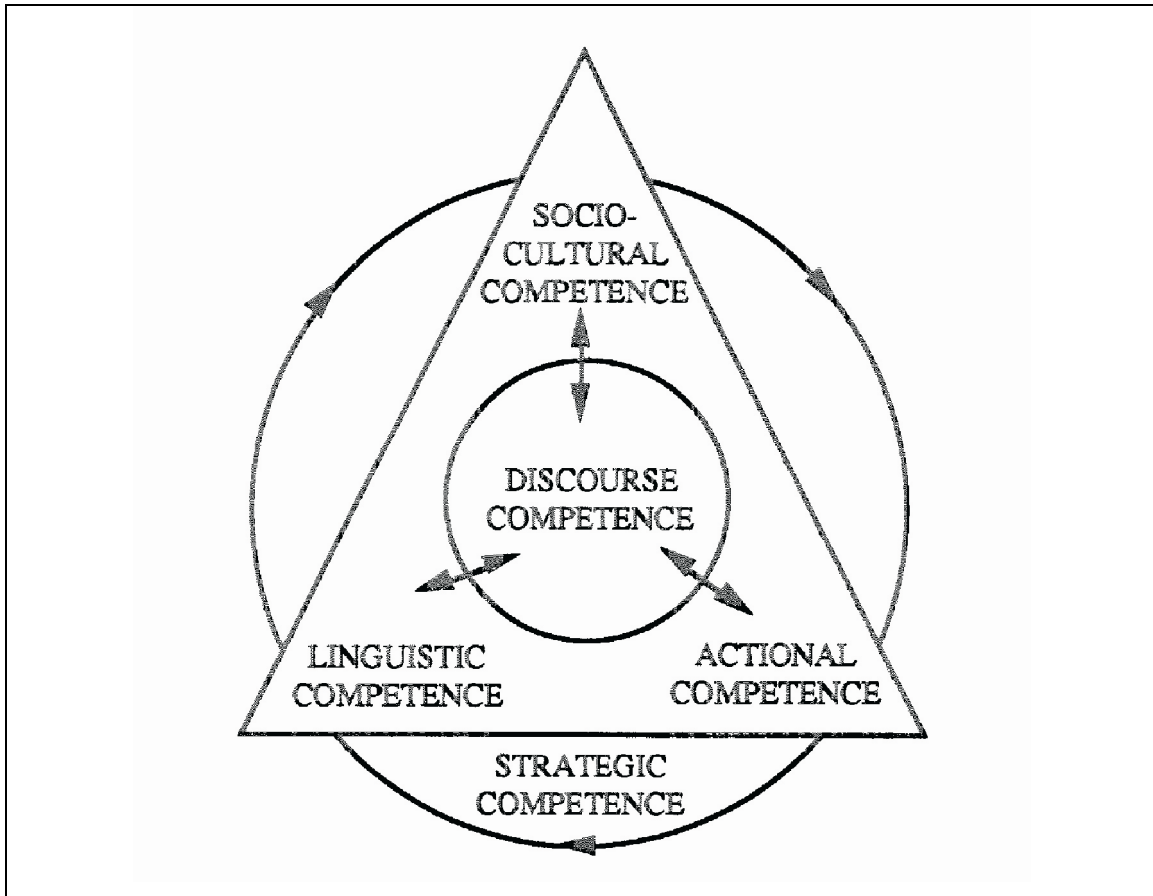 SOCIO-
CULTURAL
COMPETENCE
DISCOURSE
COMPETENCE
LINGUISTIC
COMPETENCE
ACTIONAL
COMPETENCE
STRATEGIC
COMPETENCE